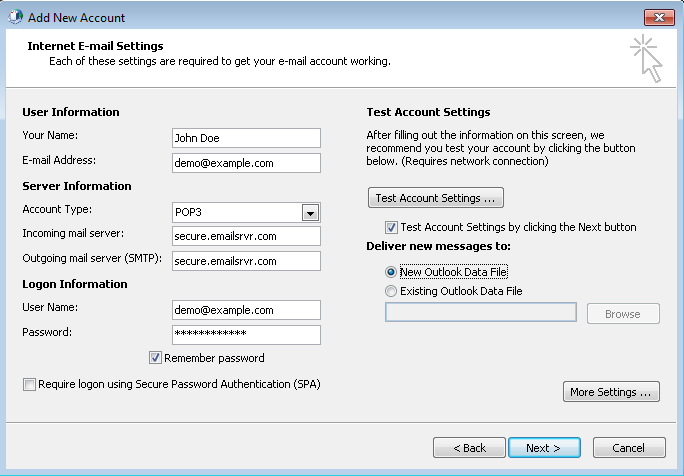 Add New Account
Internet E-mail Settings
Each of these settings are required to get your e-mail account working.
User Information
Your Name:
John Doe
E-mail Address:
demo@example.com
Server Information
Account Type:
POP3
Incoming mail server:
secure.emailsrvr.com
Outgoing mail server (SMTP):
secure.emailsrvr.com
Logon Information
User Name:
demo@example.com
Password:
************
Remember password
Require logon using Secure Password Authentication (SPA)
Test Account Settings
After filling out the information on this screen, we
recommend you test your account by clicking the button
below. (Requires network connection)
Test Account Settings ...
Test Account Settings by clicking the Next button
Deliver new messages to:
New Outlook Data File
Existing Outlook Data File
Browse
More Settings ...
< Back
Next >
Cancel